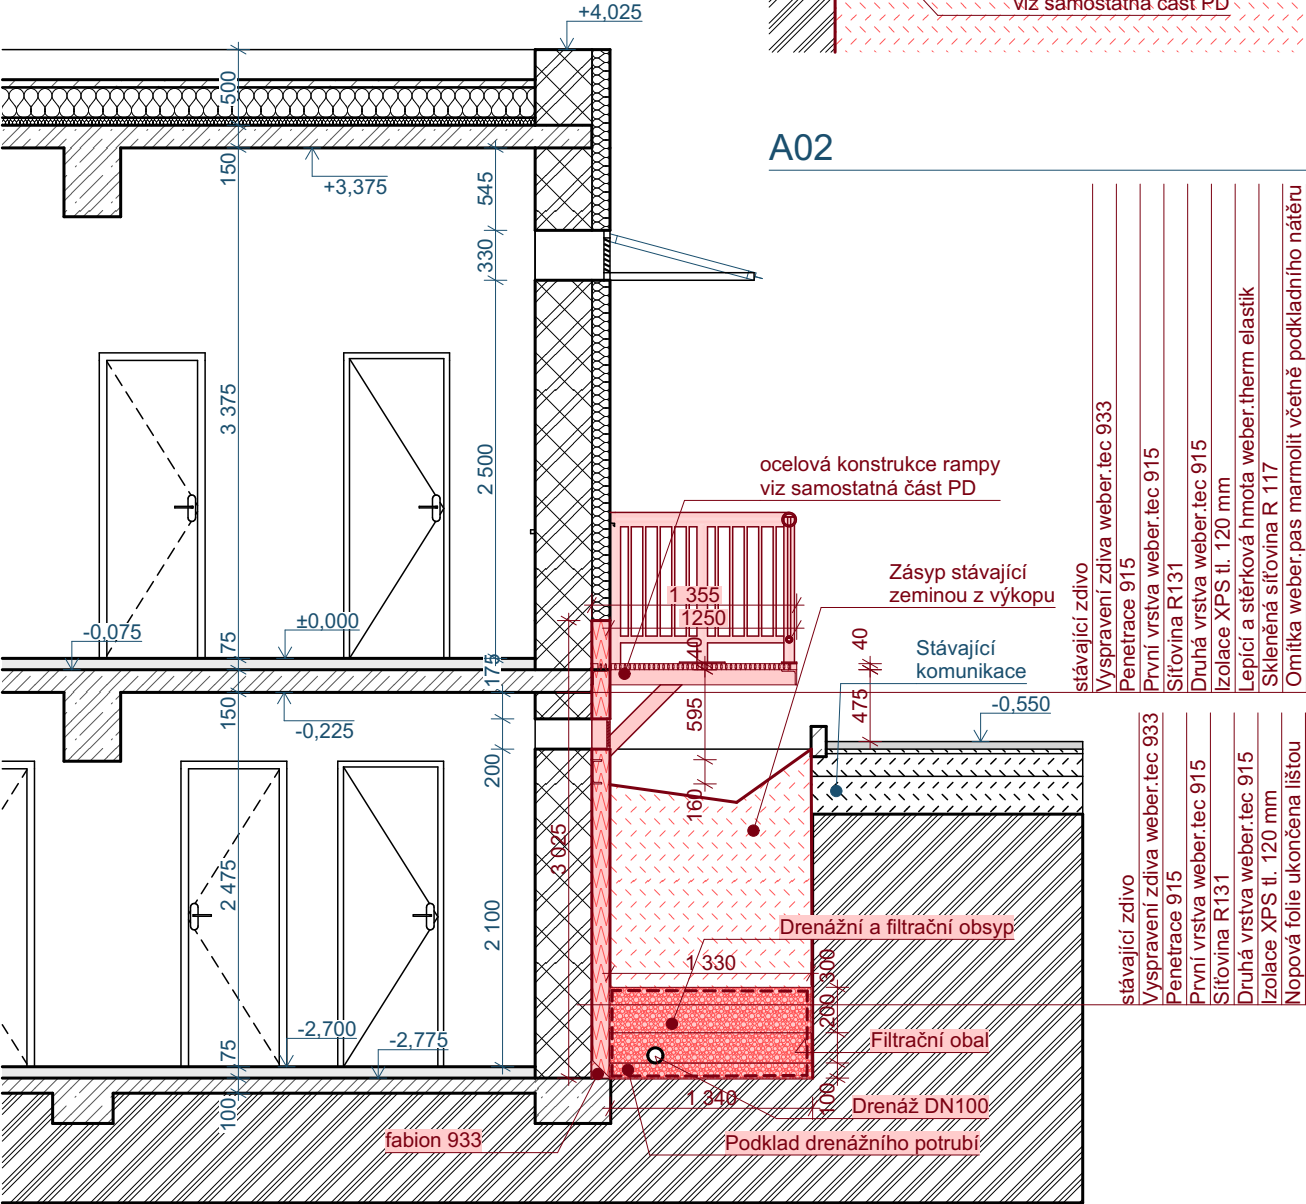 viz samostatná část PD
+4,025
500
150
+3,375
545
330
A02
3 375
2 500
ocelová konstrukce rampy
viz samostatná část PD
1 355
1250
Zásyp stávající
zeminou z výkopu
-0,075
75
±0,000
175
40
40
Stávající
komunikace
475
595
-0,550
150
-0,225
200
160
3 025
2 475
2 100
Drenážní a filtrační obsyp
1 330
300
200
Filtrační obal
-2,700
-2,775
75
100
1 340
100
Drenáž DN100
fabion 933
Podklad drenážního potrubí
stávající zdivo
Vyspravení zdiva weber.tec 933
Penetrace 915
První vrstva weber.tec 915
Síťovina R131
Druhá vrstva weber.tec 915
Izolace XPS tl. 120 mm
Lepící a stěrková hmota weber.therm elastik
Skleněná síťovina R 117
Omítka weber.pas marmolit včetně podkladního nátěru
stávající zdivo
Vyspravení zdiva weber.tec 933
Penetrace 915
První vrstva weber.tec 915
Síťovina R131
Druhá vrstva weber.tec 915
Izolace XPS tl. 120 mm
Nopová folie ukončena lištou